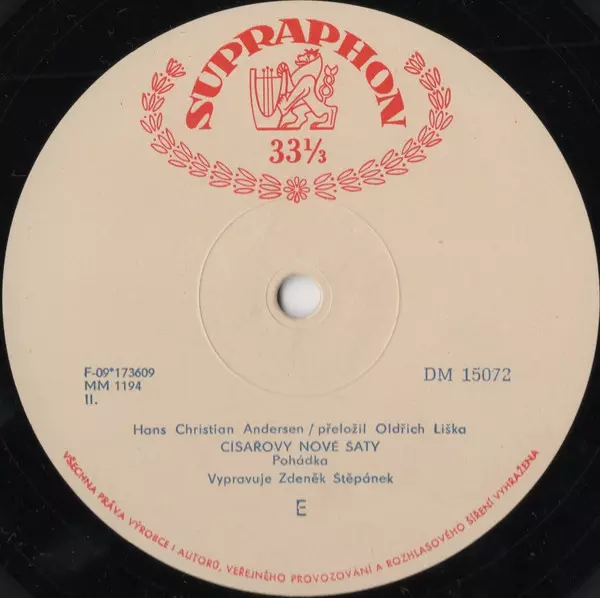 SUPRAPHON
33⅓
F-09*173609
MM 1194
II.
DM 15072
Hans Christian Andersen / přeložil Oldřich Liška
CÍSAŘOVY NOVÉ ŠATY
Pohádka
Vypravuje Zdeněk Štěpánek
E
VŠECHNA PRÁVA VÝROBCE I AUTORŮ, VEŘEJNÉHO PROVOZOVÁNÍ A ROZHLASOVÉHO ŠÍŘENÍ VYHRAŽENA